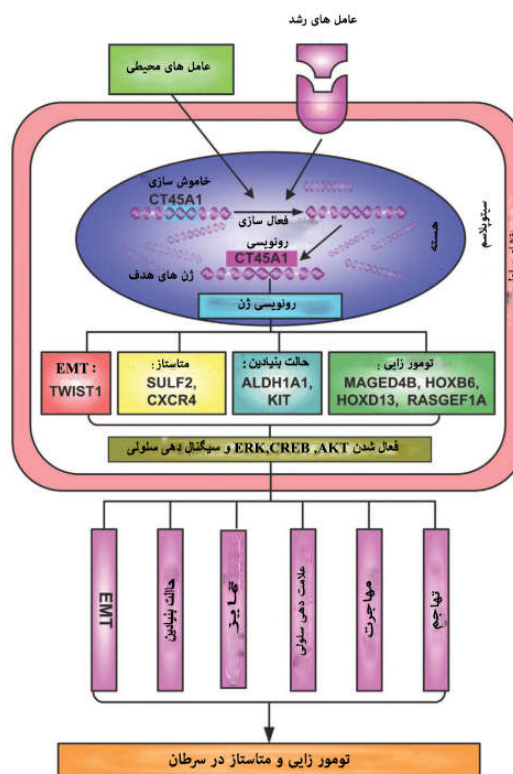 عامل های رشد
عامل های محیطی
خاموش سازی
CT45A1
فعال سازی
رونویسی
CT45A1
ژن های هدف
هسته
سیتوپلاسم
رونویسی ژن
EMT :
TWIST1
متاستاز :
SULF2,
CXCR4
حالت بنیادین :
ALDH1A1,
KIT
تومور زایی :
MAGED4B, HOXB6,
HOXD13, RASGEF1A
فعال شدن ERK,CREB ,AKT و سیگنال دهی سلولی
EMT
حاالت بنیادین
تمایز
علامت دهی سلولی
مهاجرت
تهاجم
تومور زایی و متاستاز در سرطان